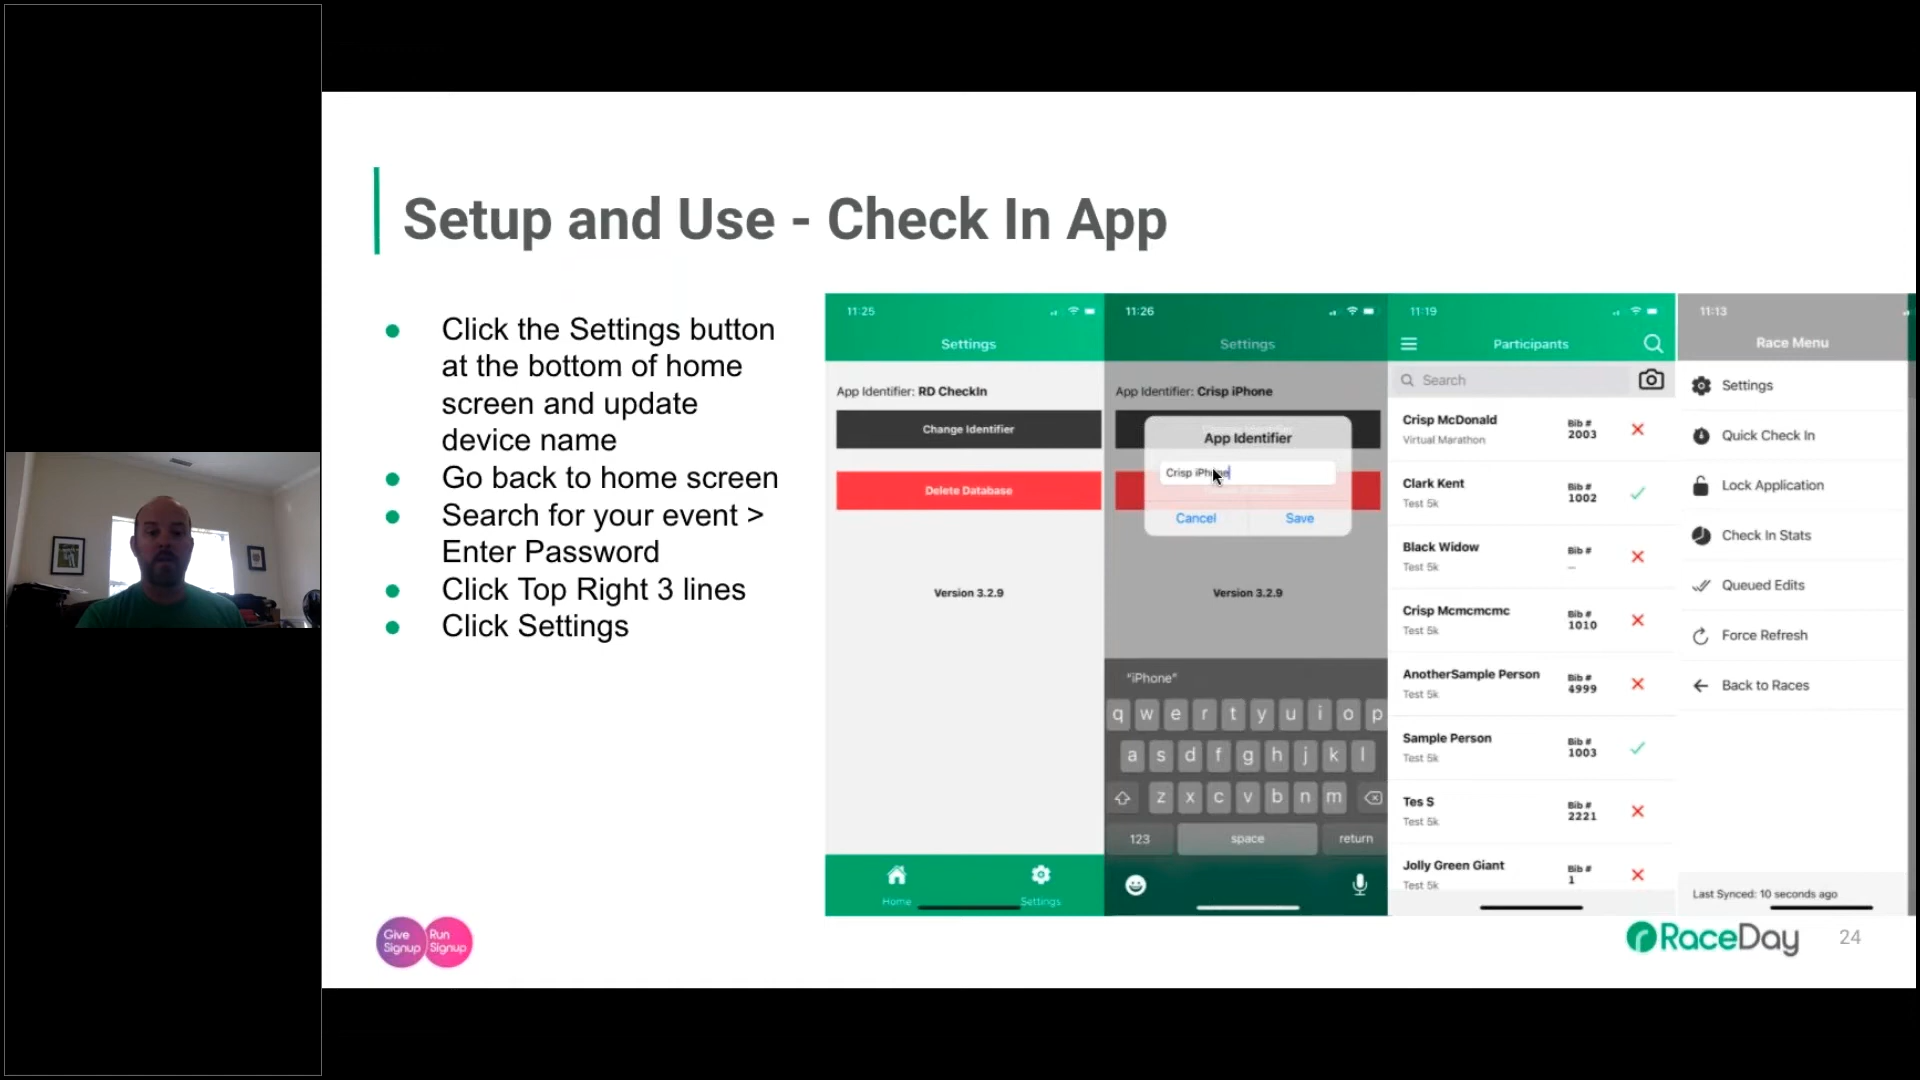 Setup and Use - Check In App
Click the Settings button
at the bottom of home
screen and update
device name
Go back to home screen
Search for your event >
Enter Password
Click Top Right 3 lines
Click Settings
11:25
Settings
App Identifier: RD CheckIn
Change Identifier
Delete Database
Version 3.2.9
Home
Settings
11:26
Settings
App Identifier: Crisp iPhone
App Identifier
Crisp iPhone
Cancel
Save
Version 3.2.9
"iPhone"
q w e r t y u i o p
a s d f g h j k l
z x c v b n m
123 space return
11:19
Participants
Search
Crisp McDonald
Virtual Marathon
Bib #
2003
Clark Kent
Test 5k
Bib #
1002
Black Widow
Test 5k
Bib #
--
Crisp Mcmcmcmc
Test 5k
Bib #
1010
AnotherSample Person
Test 5k
Bib #
4999
Sample Person
Test 5k
Bib #
1003
Tes S
Test 5k
Bib #
2221
Jolly Green Giant
Test 5k
Bib #
1
11:13
Race Menu
Settings
Quick Check In
Lock Application
Check In Stats
Queued Edits
Force Refresh
Back to Races
Last Synced: 10 seconds ago
Give
Signup
Run
Signup
RaceDay
24